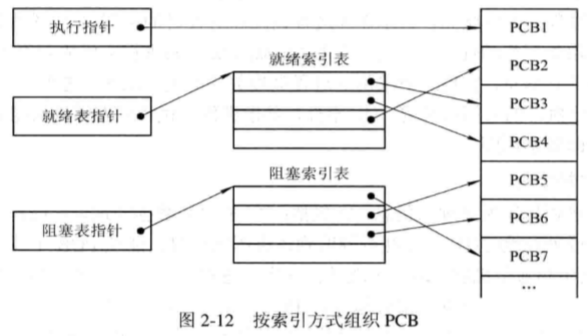 执行指针
就绪表指针
阻塞表指针
就绪索引表
阻塞索引表
PCB1
PCB2
PCB3
PCB4
PCB5
PCB6
PCB7
…
图 2-12 按索引方式组织 PCB